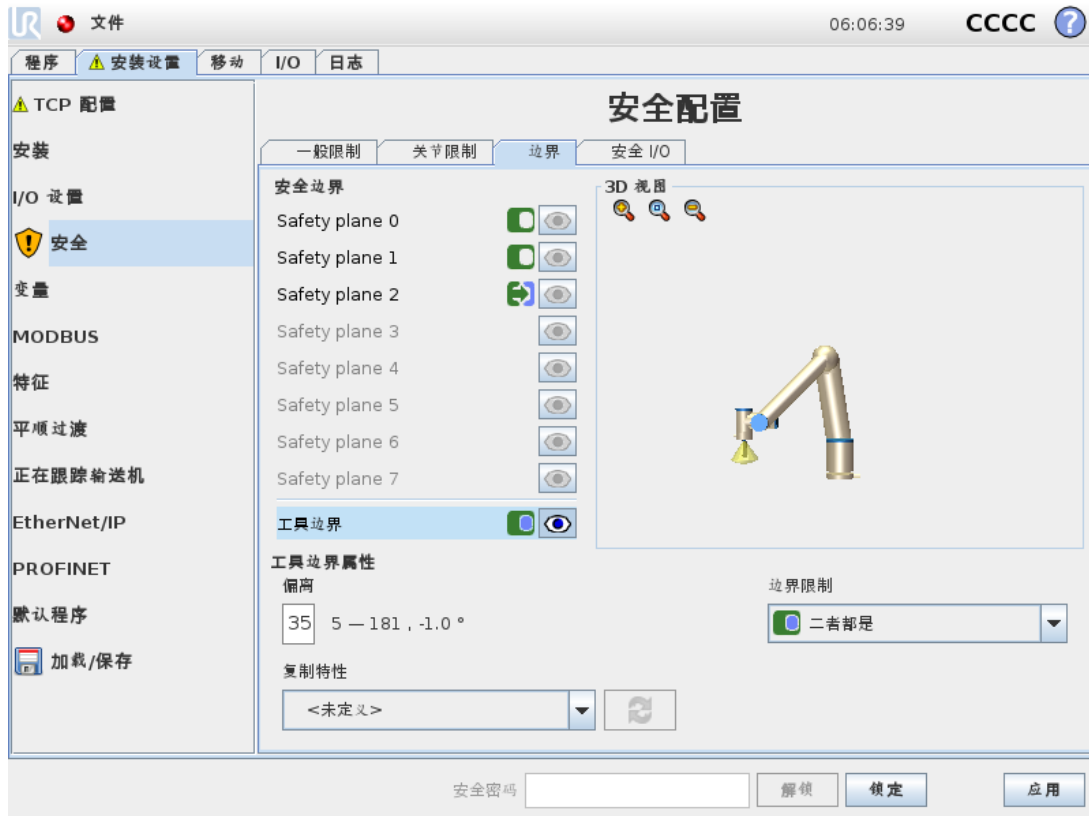 UR 文件 06:06:39 CCCC ?
程序 安装设置 移动 I/O 日志
TCP 配置
安装
I/O 设置
安全
变量
MODBUS
特征
平顺过渡
正在跟踪输送机
EtherNet/IP
PROFINET
默认程序
加载/保存
安全配置
一般限制 关节限制 边界 安全 I/O
安全边界
Safety plane 0
Safety plane 1
Safety plane 2
Safety plane 3
Safety plane 4
Safety plane 5
Safety plane 6
Safety plane 7
工具边界
3D 视图
工具边界属性
偏离
35 5 — 181 , -1.0 °
边界限制
二者都是
复制特性
<未定义>
安全密码 解锁 锁定 应用